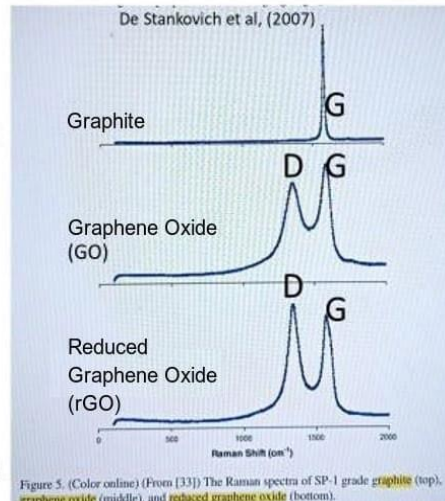 De Stankovich et al, (2007)
G
Graphite
D G
Graphene Oxide
(GO)
D
G
Reduced
Graphene Oxide
(rGO)
0 500 1000 1500 2000
Raman Shift (cm⁻¹)
Figure 5. (Color online) (From [33]) The Raman spectra of SP-1 grade graphite (top),
graphene oxide (middle), and reduced graphene oxide (bottom).